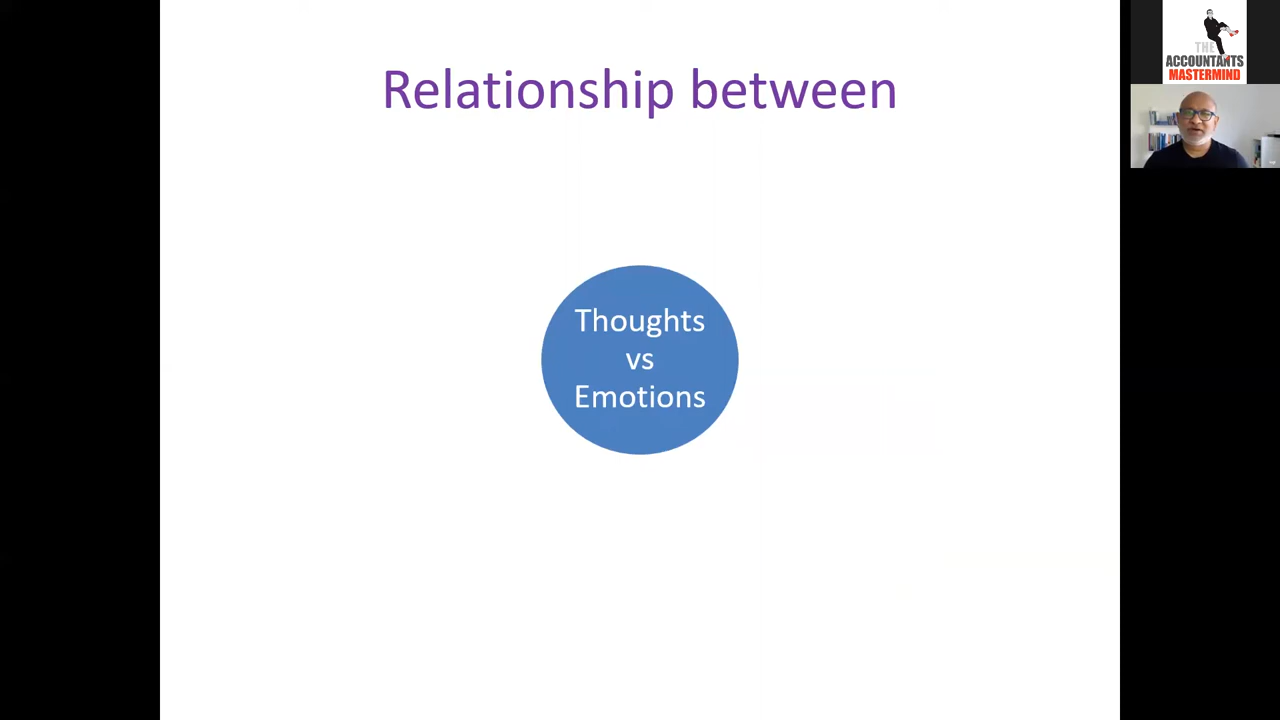 Relationship between
Thoughts
vs
Emotions
THE
ACCOUNTANTS
MASTERMIND